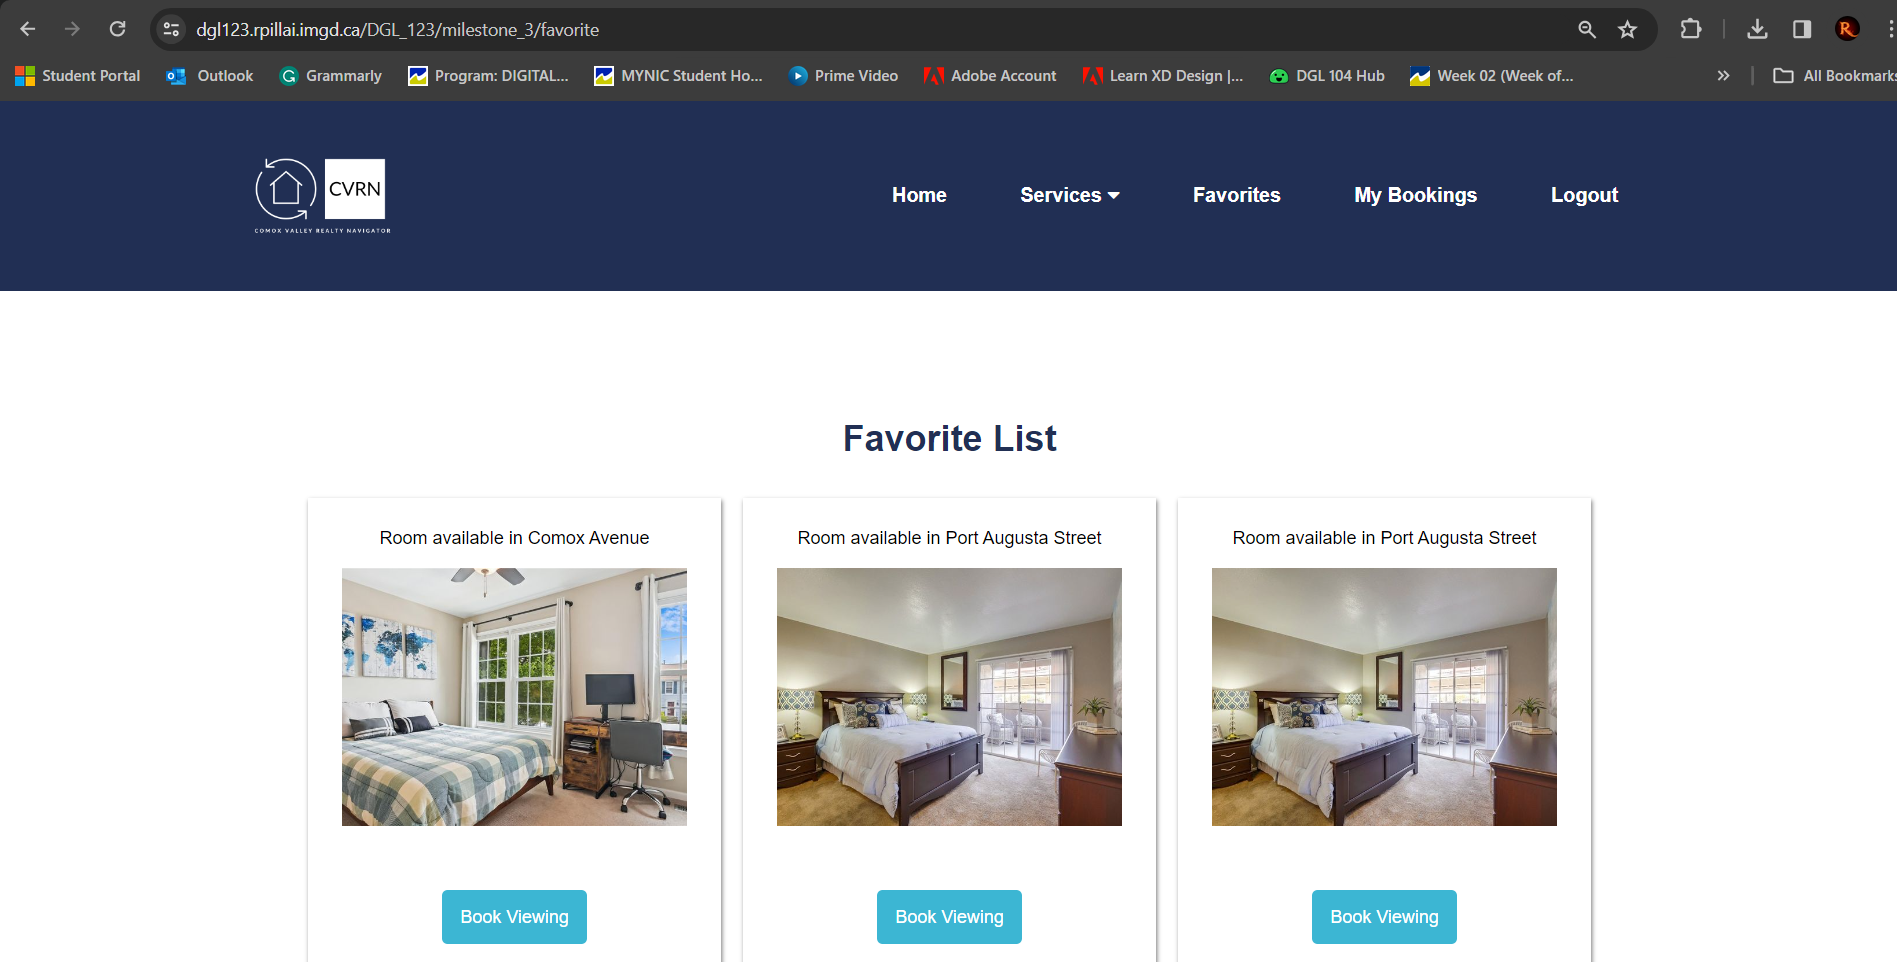 dgl123.rpillai.imgd.ca/DGL_123/milestone_3/favorite
R
Student Portal Outlook Grammarly Program: DIGITAL... MYNIC Student Ho... Prime Video Adobe Account Learn XD Design |... DGL 104 Hub Week 02 (Week of... » All Bookmarks
CVRN
COMOX VALLEY REALTY NAVIGATOR
Home Services Favorites My Bookings Logout
Favorite List
Room available in Comox Avenue
Room available in Port Augusta Street
Room available in Port Augusta Street
Book Viewing
Book Viewing
Book Viewing